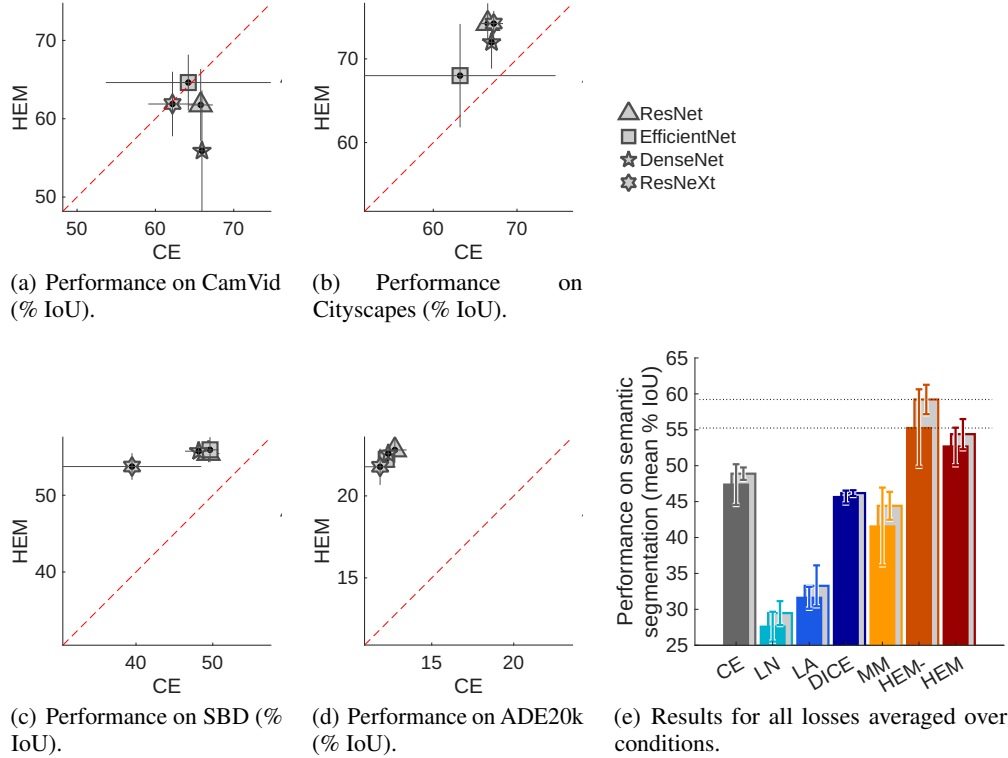 70
60
50
HEM
50
60
70
CE
(a) Performance on CamVid
(% IoU).
70
60
HEM
60
70
CE
(b) Performance on
Cityscapes (% IoU).
ResNet
EfficientNet
DenseNet
ResNeXt
50
40
HEM
40
50
CE
(c) Performance on SBD (%
IoU).
22
15
HEM
15
22
CE
(d) Performance on ADE20k
(% IoU).
Performance on semantic
segmentation (mean % IoU)
65
60
55
50
45
40
35
30
25
CE
LN
LA
DICE
MM
HEM-
HEM
(e) Results for all losses averaged over
conditions.